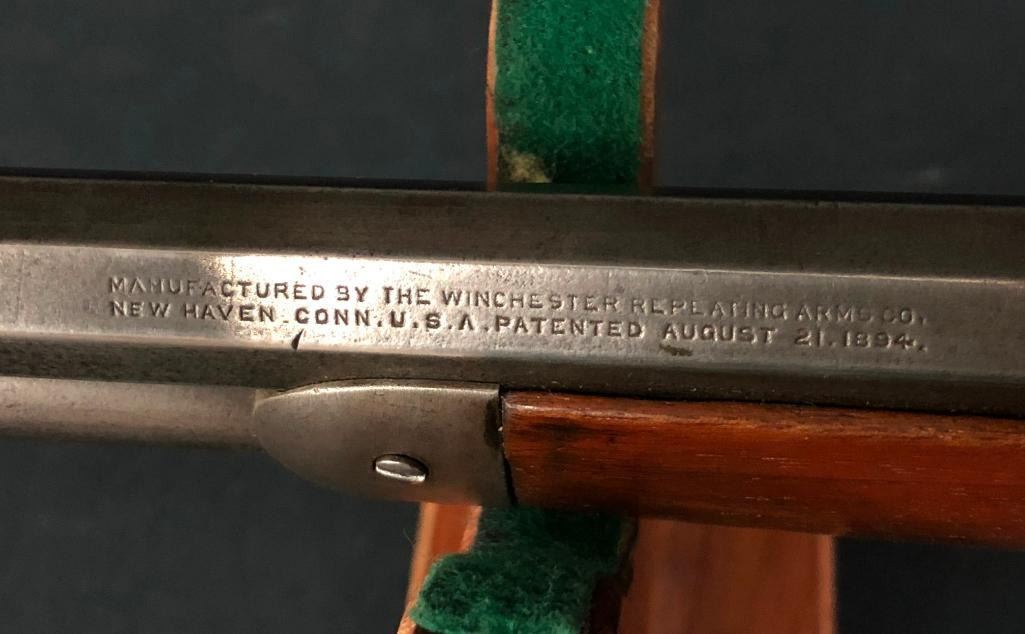 MANUFACTURED BY THE WINCHESTER REPEATING ARMS CO.
NEW HAVEN. CONN. U.S.A. PATENTED AUGUST 21. 1894.